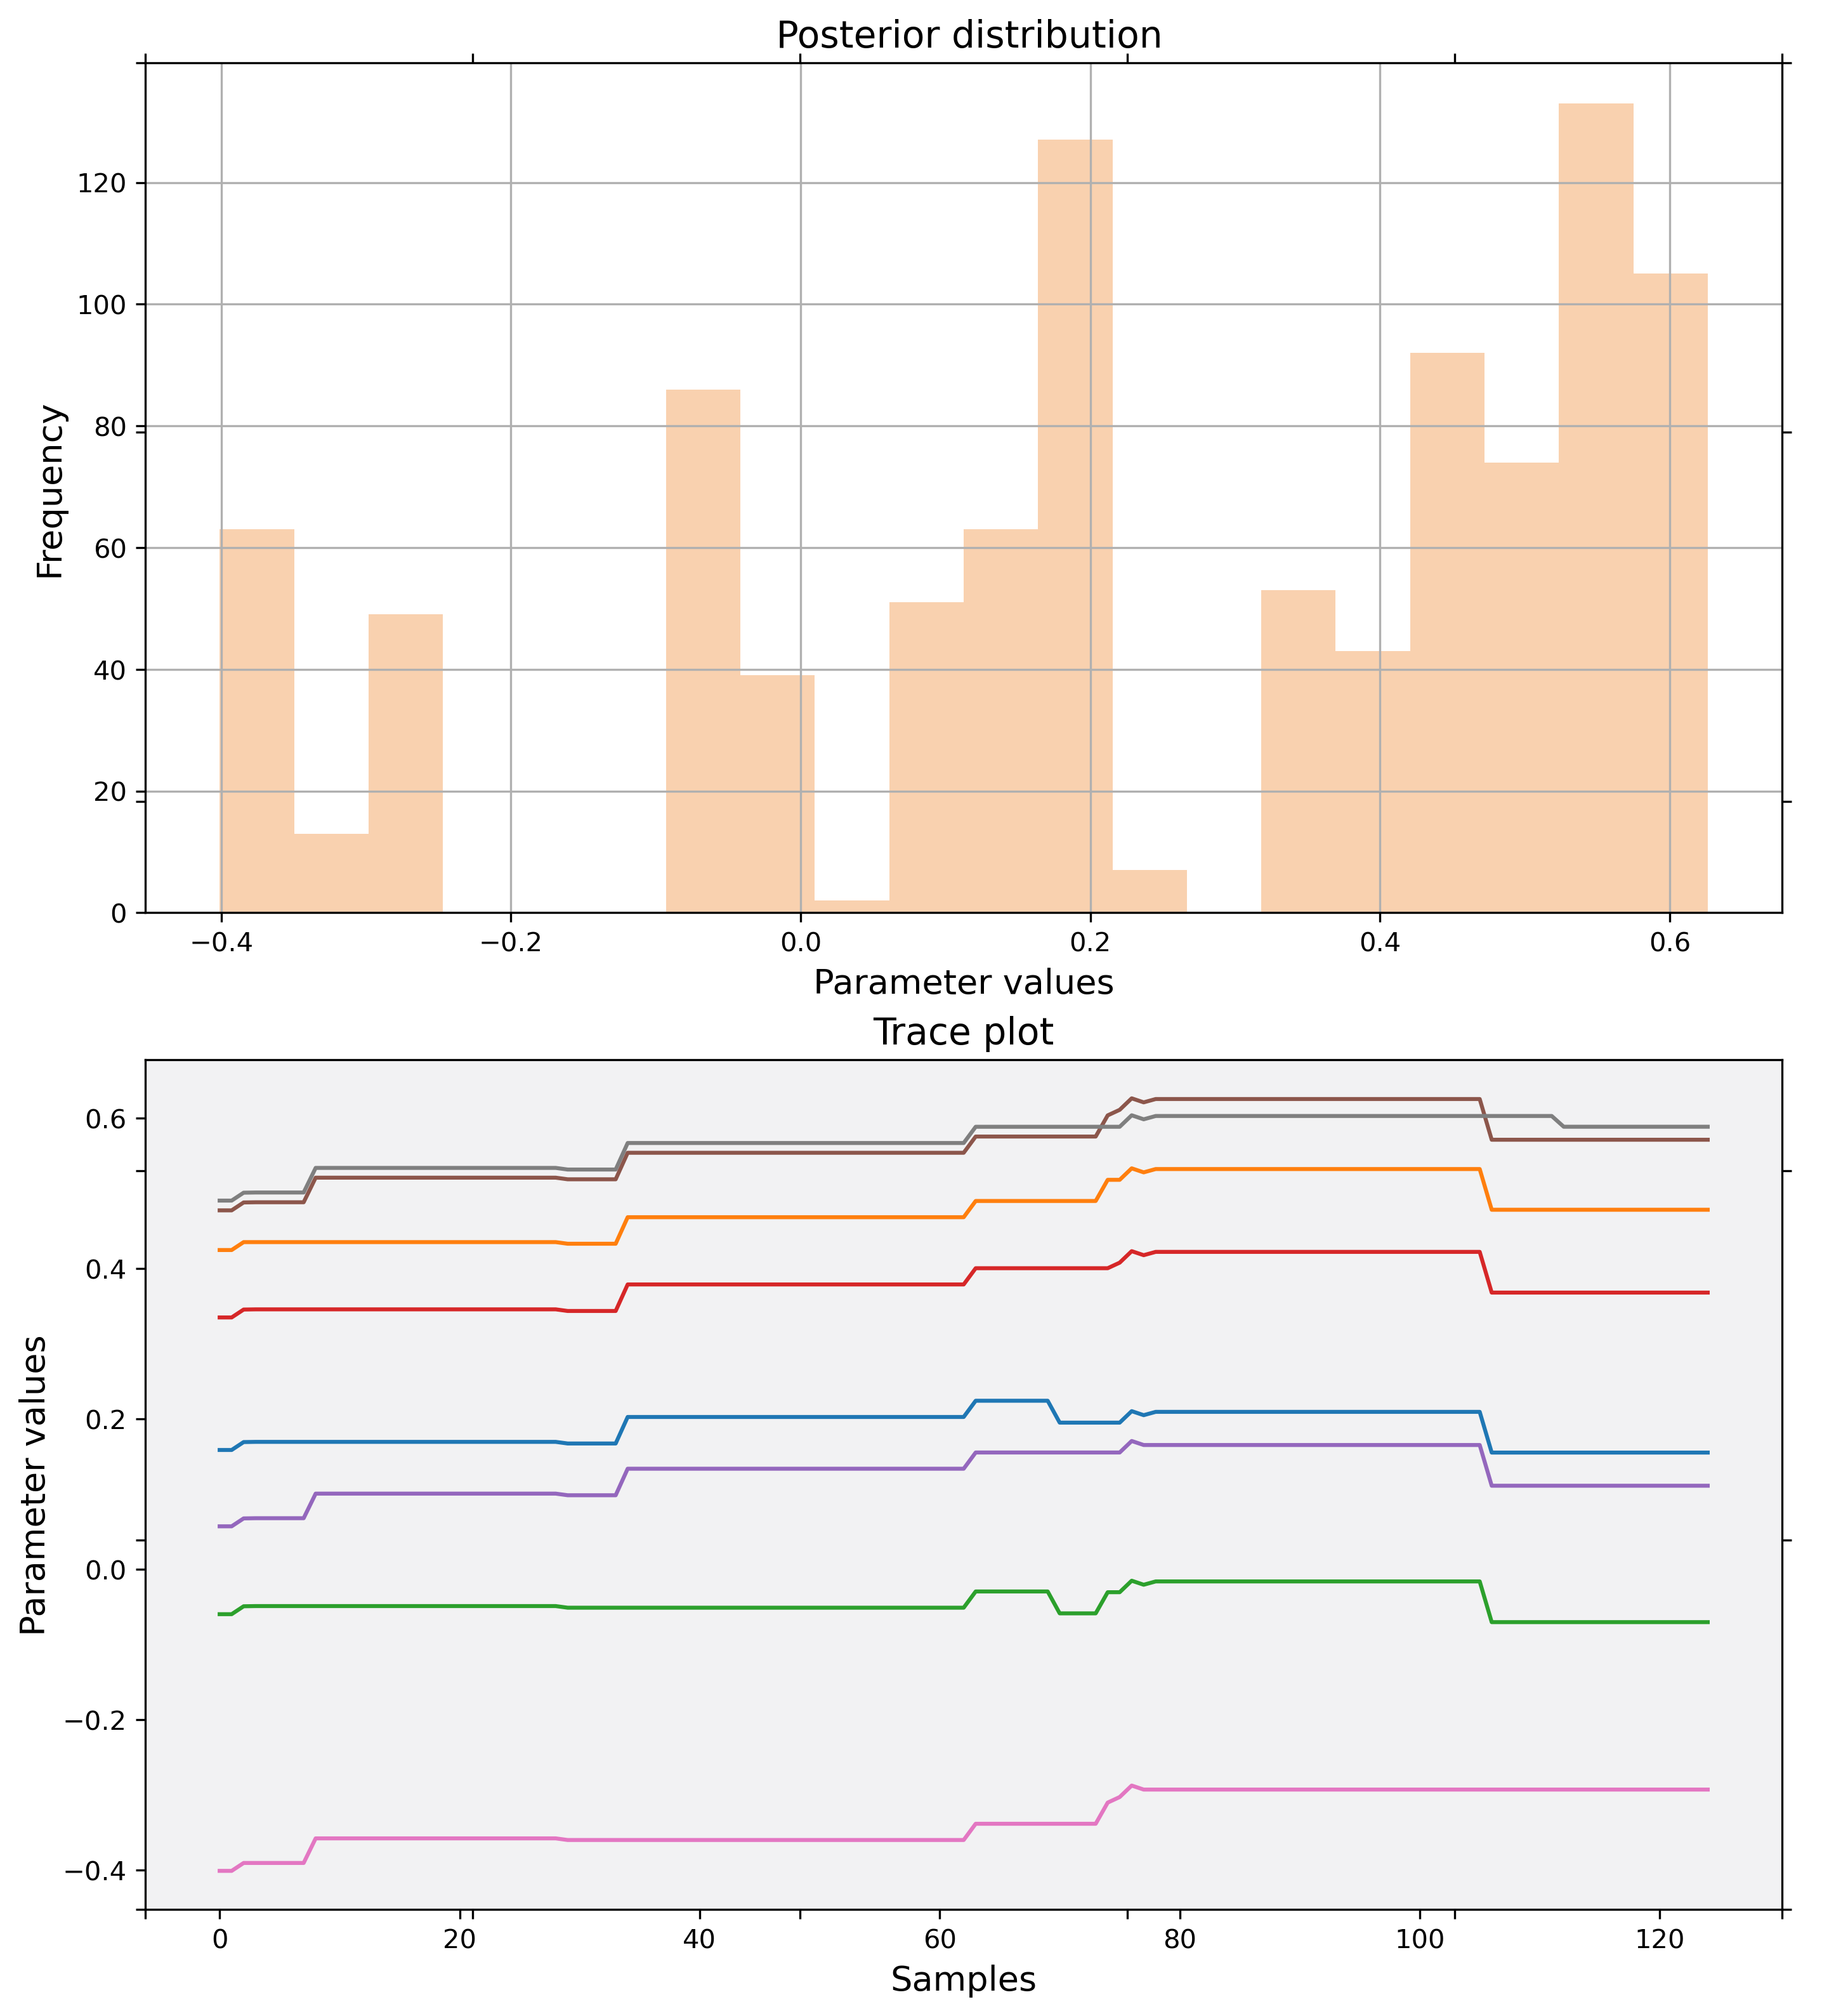 Posterior distribution
120
100
80
60
40
20
0
Frequency
−0.4 −0.2 0.0 0.2 0.4 0.6
Parameter values
Trace plot
0.6
0.4
0.2
0.0
−0.2
−0.4
Parameter values
0 20 40 60 80 100 120
Samples